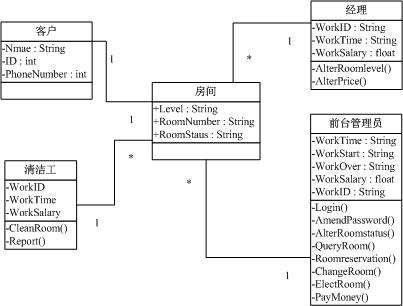 客户
-Nmae : String
-ID : int
-PhoneNumber : int
1
1
经理
-WorkID : String
-WorkTime : String
-WorkSalary : float
-AlterRoomlevel()
-AlterPrice()
1
*
房间
+Level : String
+RoomNumber : String
+RoomStaus : String
*
*
清洁工
-WorkID
-WorkTime
-WorkSalary
-CleanRoom()
-Report()
1
前台管理员
-WorkTime : String
-WorkStart : String
-WorkOver : String
-WorkSalary : float
-WorkID : String
-Login()
-AmendPassword()
-AlterRoomstatus()
-QueryRoom()
-Roomreservation()
-ChangeRoom()
-ElectRoom()
-PayMoney()
1